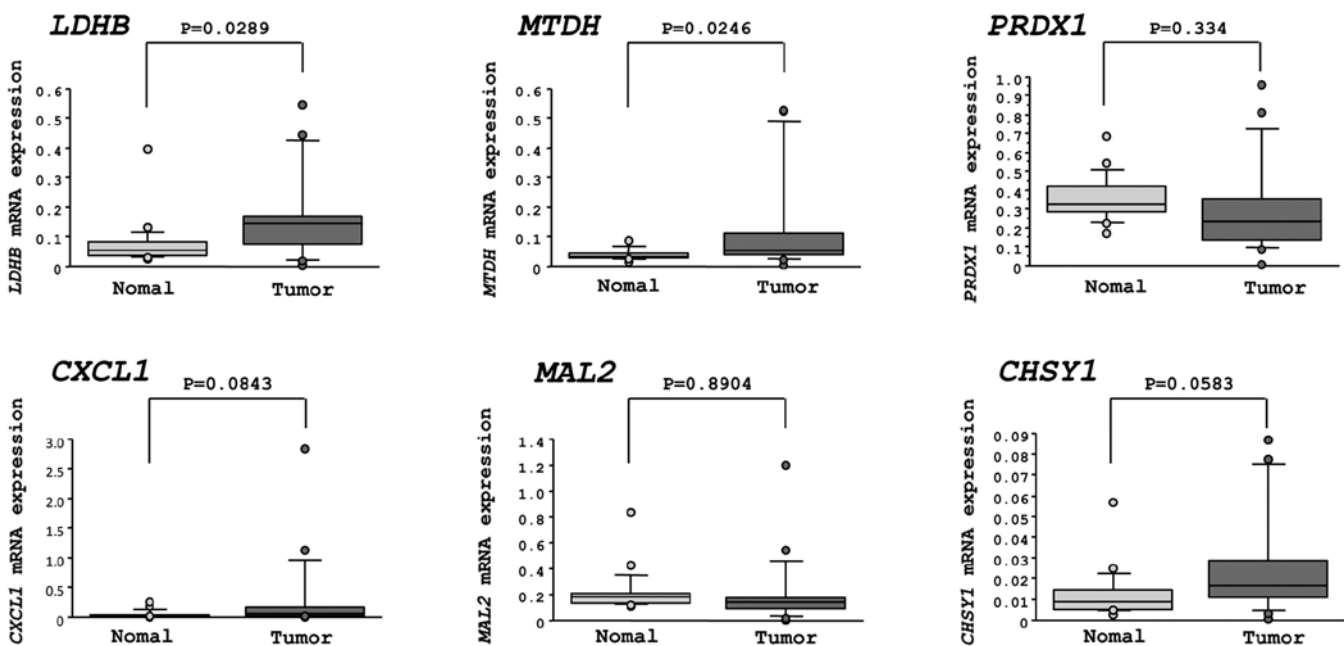 LDHB
P=0.0289
LDHB mRNA expression
0.6
0.5
0.4
0.3
0.2
0.1
0
Nomal
Tumor
MTDH
P=0.0246
MTDH mRNA expression
0.6
0.5
0.4
0.3
0.2
0.1
0
Nomal
Tumor
PRDX1
P=0.334
PRDX1 mRNA expression
1.0
0.9
0.8
0.7
0.6
0.5
0.4
0.3
0.2
0.1
0
Nomal
Tumor
CXCL1
P=0.0843
CXCL1 mRNA expression
3.0
2.5
2.0
1.5
1.0
0.5
0
Nomal
Tumor
MAL2
P=0.8904
MAL2 mRNA expression
1.4
1.2
1.0
0.8
0.6
0.4
0.2
0
Nomal
Tumor
CHSY1
P=0.0583
CHSY1 mRNA expression
0.09
0.08
0.07
0.06
0.05
0.04
0.03
0.02
0.01
0
Nomal
Tumor